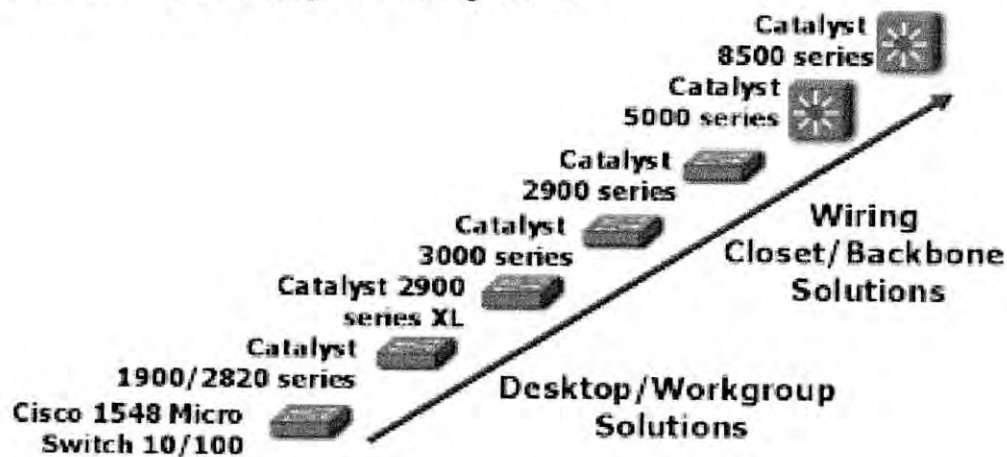 Catalyst
8500 series
Catalyst
5000 series
Catalyst
2900 series
Catalyst
3000 series
Catalyst 2900
series XL
Catalyst
1900/2820 series
Cisco 1548 Micro
Switch 10/100
Wiring
Closet/Backbone
Solutions
Desktop/Workgroup
Solutions